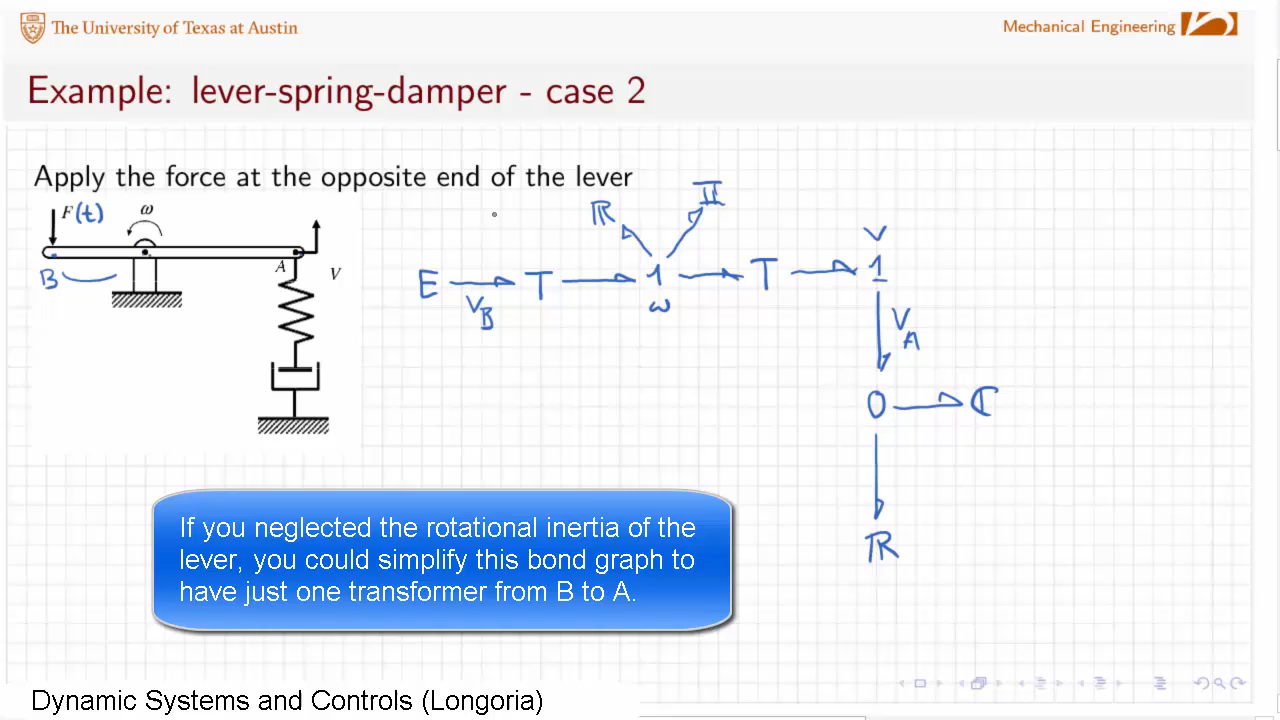 The University of Texas at Austin
Mechanical Engineering
Example: lever-spring-damper - case 2
Apply the force at the opposite end of the lever
F(t)
ω
B
A
V
R
I
V
E
T
1
T
1
V_B
ω
V_A
0
C
R
If you neglected the rotational inertia of the
lever, you could simplify this bond graph to
have just one transformer from B to A.
Dynamic Systems and Controls (Longoria)